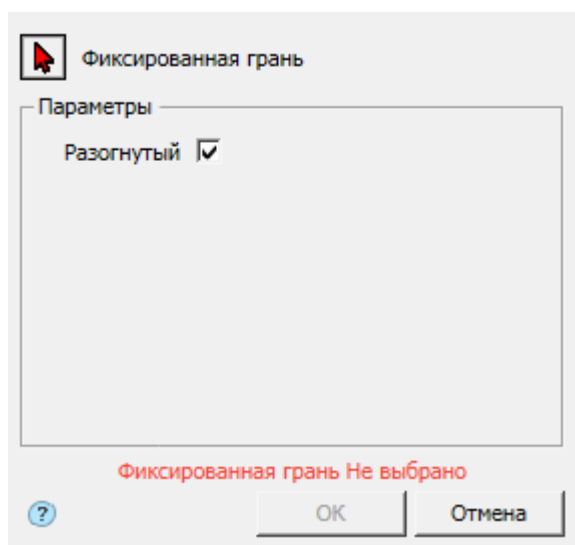 Фиксированная грань
Параметры
Разогнутый
Фиксированная грань Не выбрано
?
OK
Отмена